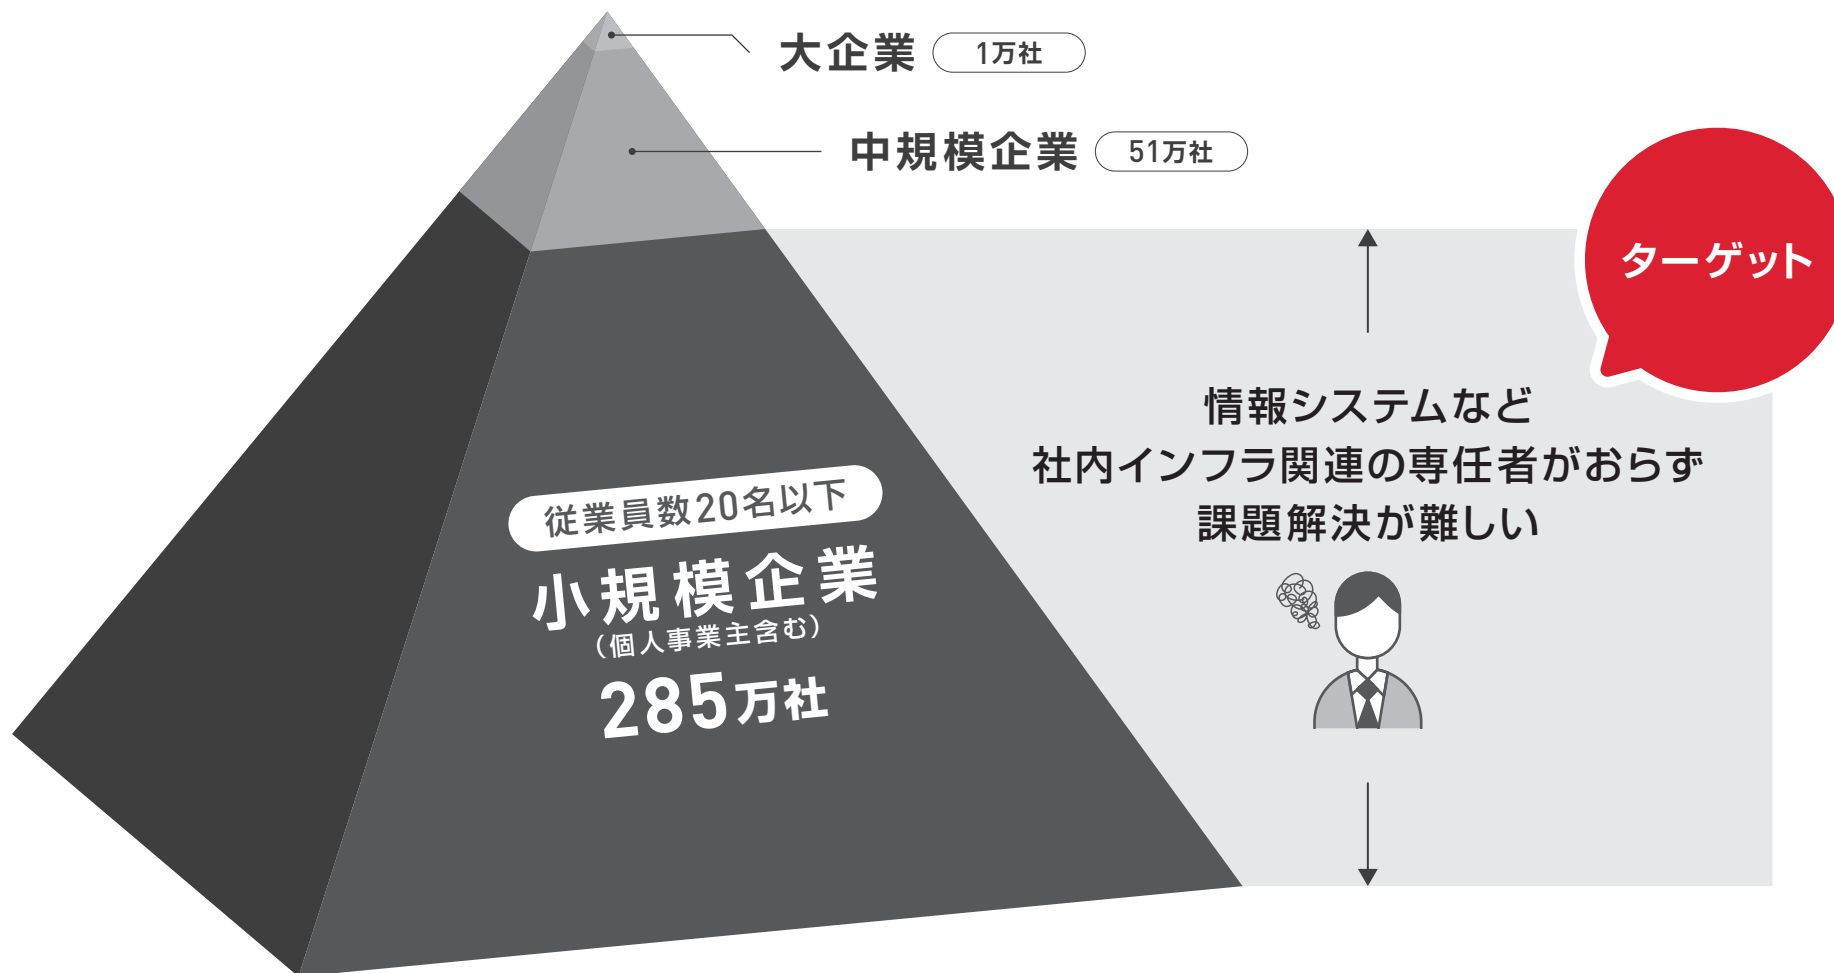 大企業 1万社
中規模企業 51万社
ターゲット
情報システムなど
社内インフラ関連の専任者がおらず
課題解決が難しい
従業員数20名以下
小規模企業
（個人事業主含む）
285万社